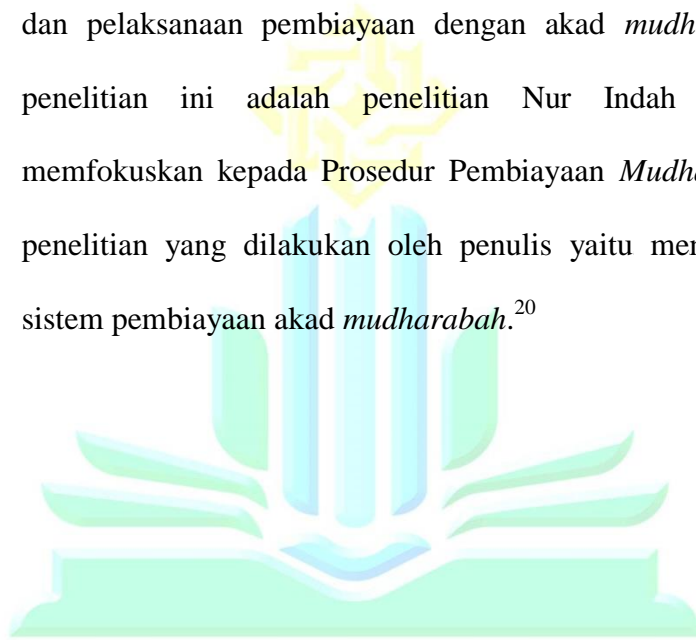 dan pelaksanaan pembiayaan dengan akad
penelitian ini adalah penelitian Nur Indah
memfokuskan kepada Prosedur Pembiayaan
penelitian yang dilakukan oleh penulis yaitu
sistem pembiayaan akad mudharabah.20